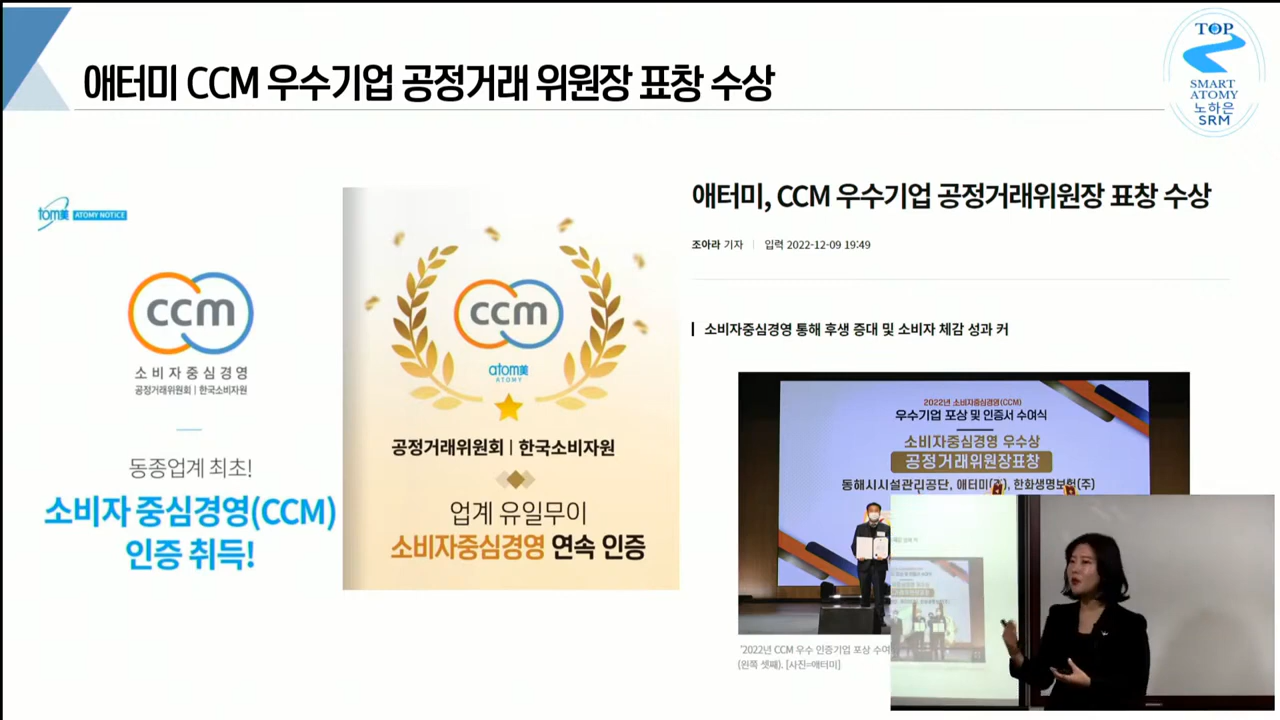 애터미 CCM 우수기업 공정거래 위원장 표창 수상
TOP
SMART
ATOMY
노하은
SRM
atom美 ATOMY NOTICE
ccm
소비자중심경영
공정거래위원회 | 한국소비자원
동종업계 최초!
소비자 중심경영(CCM)
인증 취득!
ccm
atom美
ATOMY
공정거래위원회 | 한국소비자원
업계 유일무이
소비자중심경영 연속 인증
애터미, CCM 우수기업 공정거래위원장 표창 수상
조아라 기자 | 입력 2022-12-09 19:49
소비자중심경영 통해 후생 증대 및 소비자 체감 성과 커
2022년 소비자중심경영(CCM)
우수기업 포상 및 인증서 수여식
소비자중심경영 우수상
공정거래위원장표창
동해시시설관리공단, 애터미(주), 한화생명보험(주)
'2022년 CCM 우수 인증기업 포상 수여
(왼쪽 셋째). [사진=애터미]